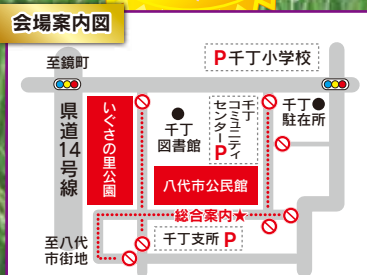 会場案内図
至鏡町
P千丁小学校
県道14号線
いぐさの里公園
千丁
図書館
千丁
コミュニティ
センターP
千丁
駐在所
八代市公民館
総合案内★
千丁支所 P
至八代
市街地